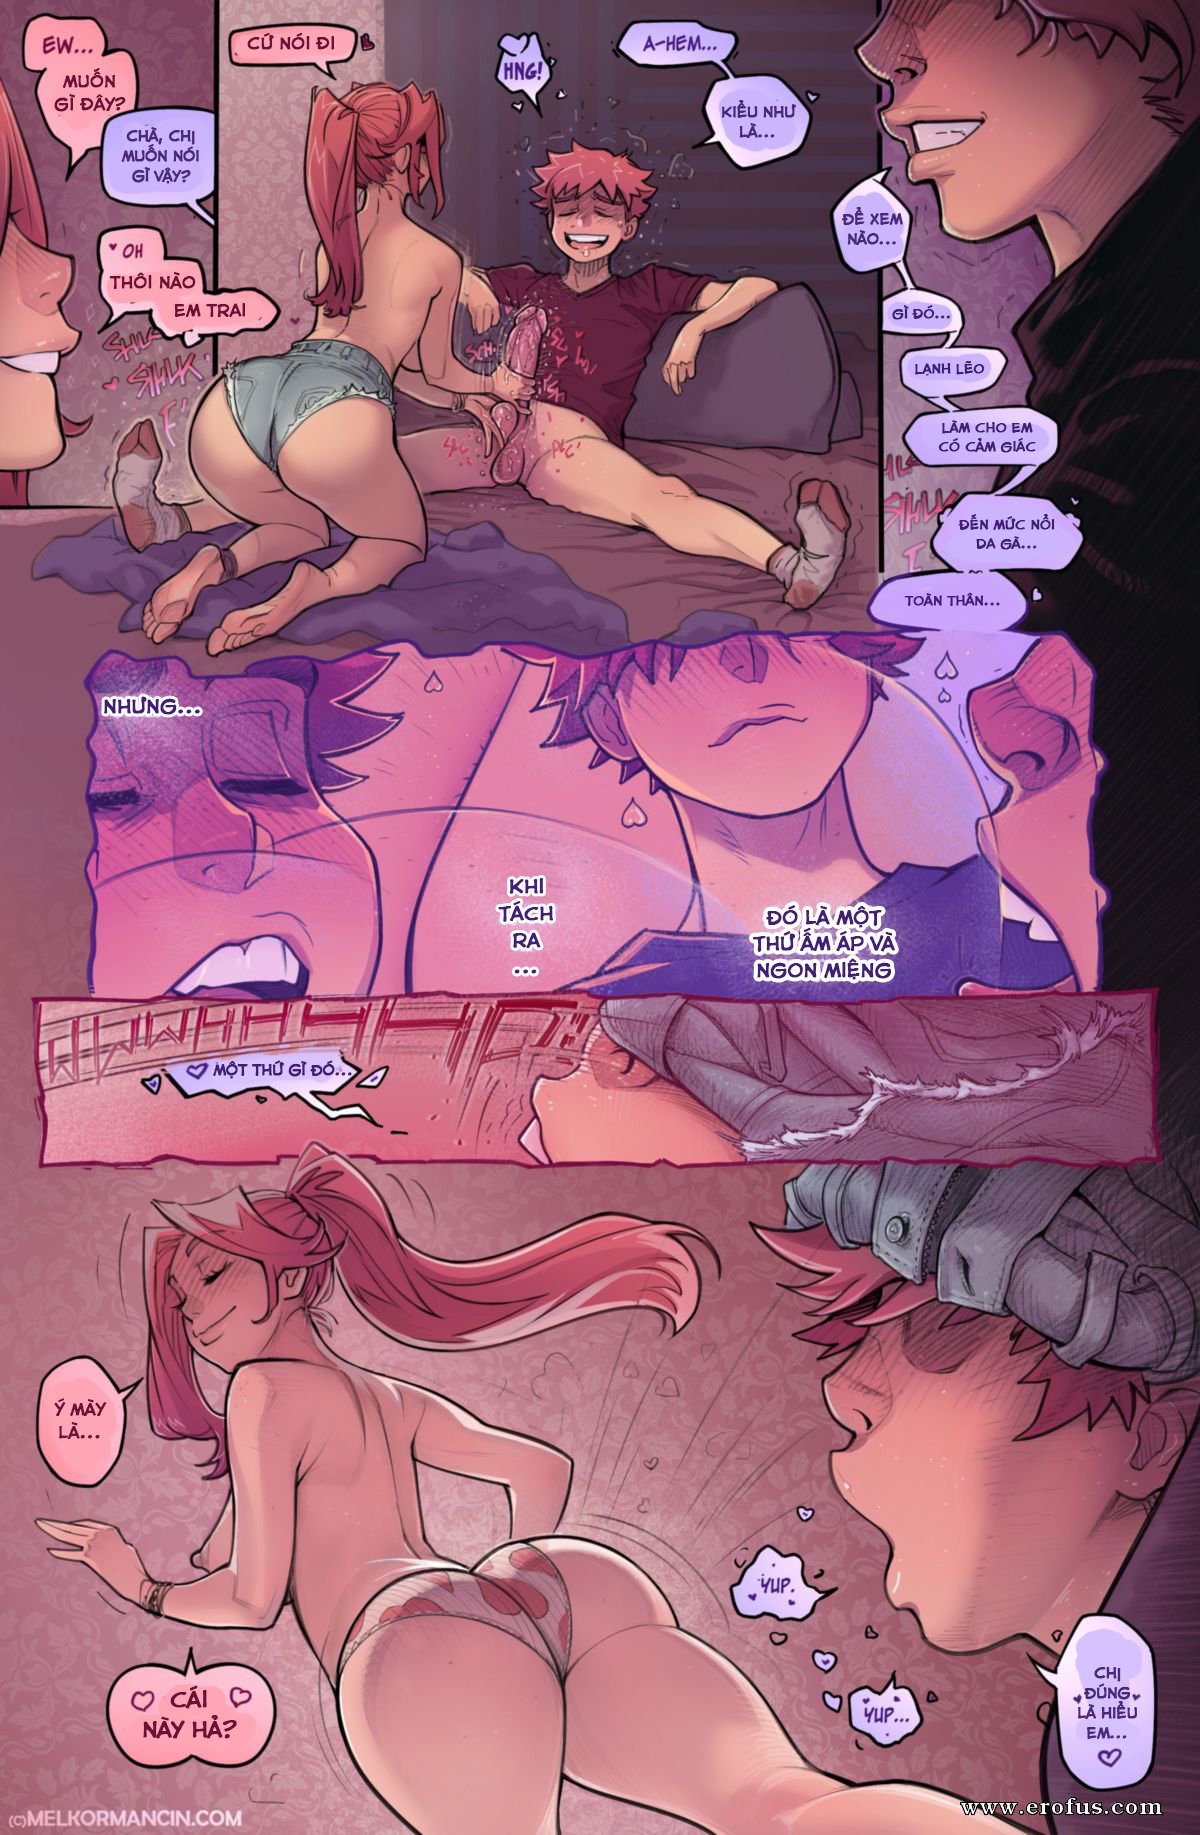 EW...
MUỐN
GÌ ĐÂY?
CHÀ, CHỊ
MUỐN NÓI
GÌ VẬY?
OH
THÔI NÀO
EM TRAI
CỨ NÓI ĐI
HNG!
A-HEM...
KIỂU NHƯ
LÀ...
ĐỂ XEM
NÀO...
GÌ ĐÓ...
LẠNH LẼO
LÀM CHO EM
CÓ CẢM GIÁC
ĐẾN MỨC NỔI
DA GÀ...
TOÀN THÂN...
NHƯNG...
KHI
TÁCH
RA
...
ĐÓ LÀ MỘT
THỨ ẤM ÁP VÀ
NGON MIỆNG
MỘT THỨ GÌ ĐÓ...
Ý MÀY
LÀ...
CÁI
NÀY HẢ?
YUP.
YUP...
CHỊ
ĐÚNG
LÀ HIỂU
EM...
(C)MELKORMANCIN.COM
www.erofus.com